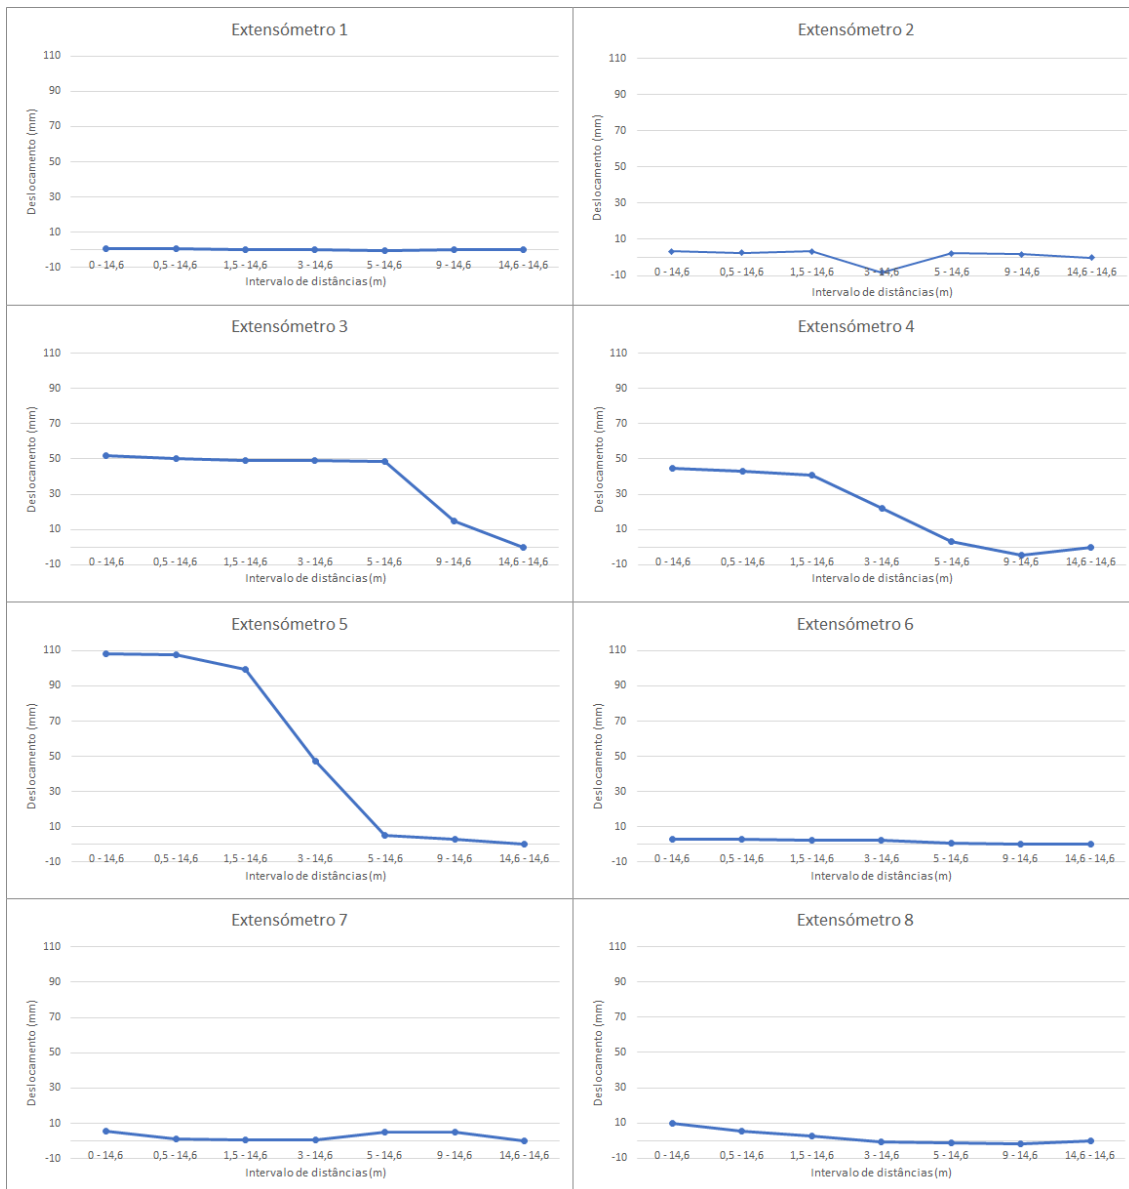 Extensómetro 1
110
90
70
50
30
10
-10
Deslocamento (mm)
0 - 14,6 0,5 - 14,6 1,5 - 14,6 3 - 14,6 5 - 14,6 9 - 14,6 14,6 - 14,6
Intervalo de distâncias (m)
Extensómetro 2
110
90
70
50
30
10
-10
Deslocamento (mm)
0 - 14,6 0,5 - 14,6 1,5 - 14,6 3 - 14,6 5 - 14,6 9 - 14,6 14,6 - 14,6
Intervalo de distâncias (m)
Extensómetro 3
110
90
70
50
30
10
-10
Deslocamento (mm)
0 - 14,6 0,5 - 14,6 1,5 - 14,6 3 - 14,6 5 - 14,6 9 - 14,6 14,6 - 14,6
Intervalo de distâncias (m)
Extensómetro 4
110
90
70
50
30
10
-10
Deslocamento (mm)
0 - 14,6 0,5 - 14,6 1,5 - 14,6 3 - 14,6 5 - 14,6 9 - 14,6 14,6 - 14,6
Intervalo de distâncias (m)
Extensómetro 5
110
90
70
50
30
10
-10
Deslocamento (mm)
0 - 14,6 0,5 - 14,6 1,5 - 14,6 3 - 14,6 5 - 14,6 9 - 14,6 14,6 - 14,6
Intervalo de distâncias (m)
Extensómetro 6
110
90
70
50
30
10
-10
Deslocamento (mm)
0 - 14,6 0,5 - 14,6 1,5 - 14,6 3 - 14,6 5 - 14,6 9 - 14,6 14,6 - 14,6
Intervalo de distâncias (m)
Extensómetro 7
110
90
70
50
30
10
-10
Deslocamento (mm)
0 - 14,6 0,5 - 14,6 1,5 - 14,6 3 - 14,6 5 - 14,6 9 - 14,6 14,6 - 14,6
Intervalo de distâncias (m)
Extensómetro 8
110
90
70
50
30
10
-10
Deslocamento (mm)
0 - 14,6 0,5 - 14,6 1,5 - 14,6 3 - 14,6 5 - 14,6 9 - 14,6 14,6 - 14,6
Intervalo de distâncias (m)